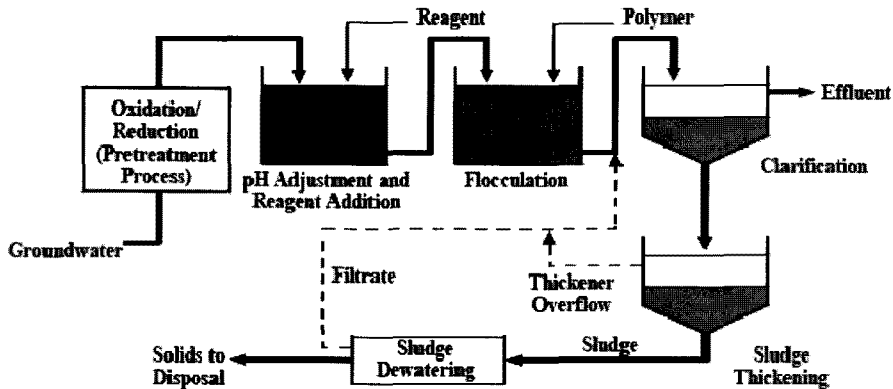 Reagent
Polymer
Oxidation/
Reduction
(Pretreatment
Process)
Effluent
pH Adjustment and
Reagent Addition
Flocculation
Clarification
Groundwater
Filtrate
Thickener
Overflow
Solids to
Disposal
Sludge
Dewatering
Sludge
Sludge
Thickening